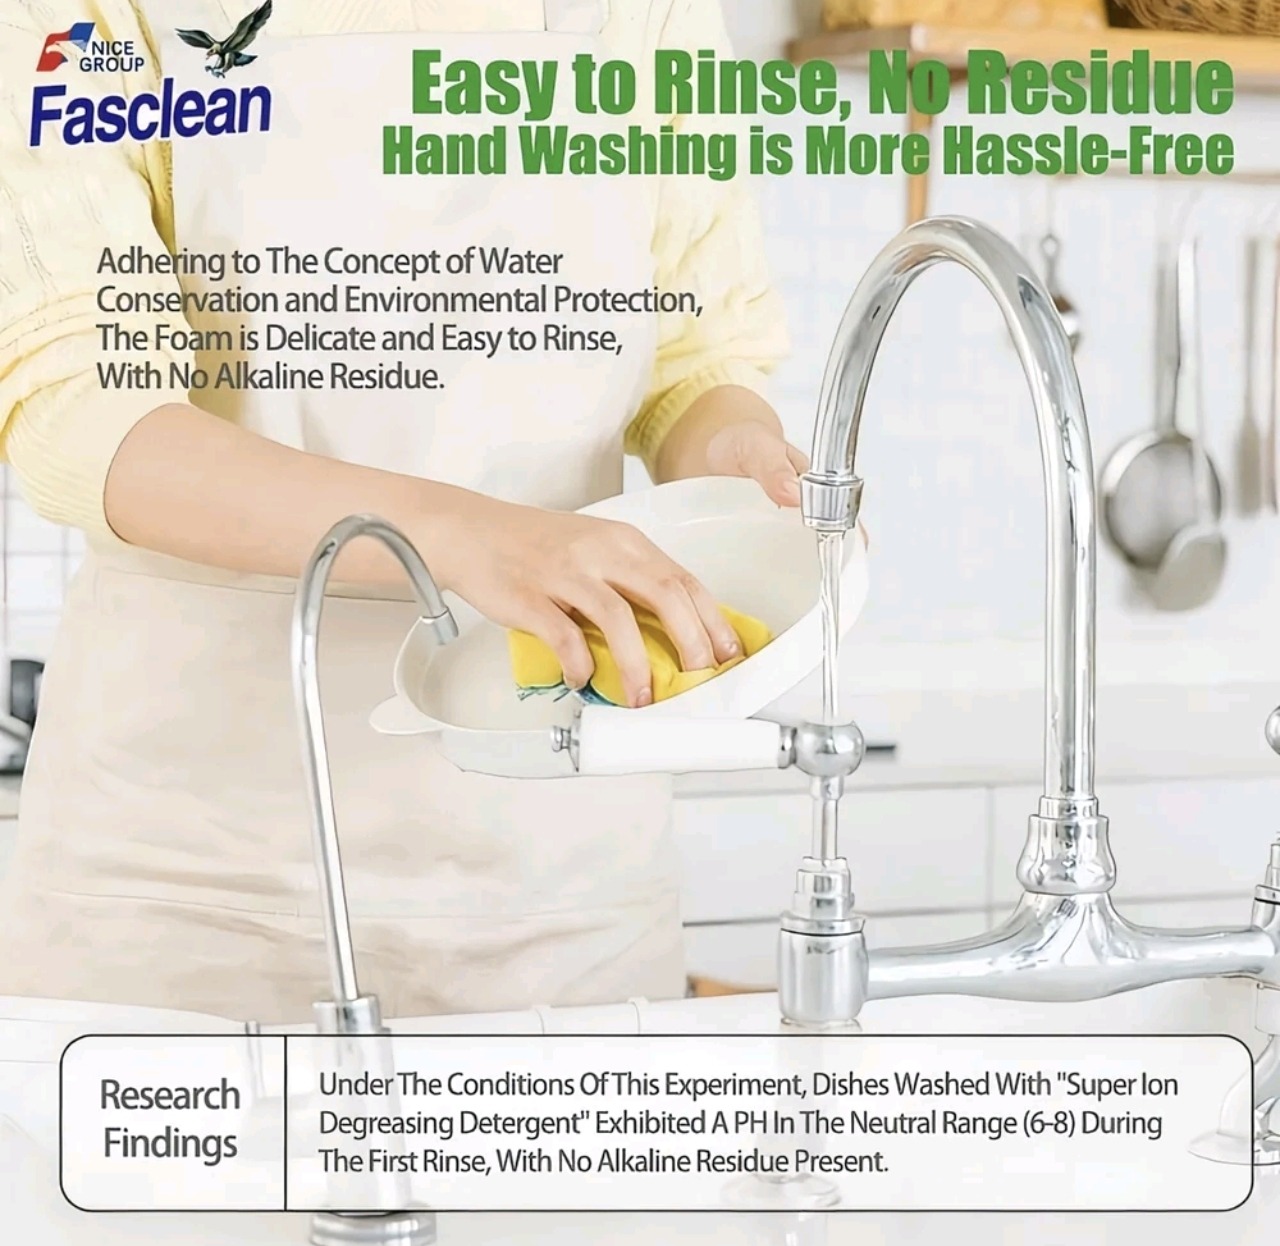 NICE
GROUP
Fasclean
Easy to Rinse, No Residue
Hand Washing is More Hassle-Free
Adhering to The Concept of Water
Conservation and Environmental Protection,
The Foam is Delicate and Easy to Rinse,
With No Alkaline Residue.
Research
Findings
Under The Conditions Of This Experiment, Dishes Washed With "Super Ion
Degreasing Detergent" Exhibited A PH In The Neutral Range (6-8) During
The First Rinse, With No Alkaline Residue Present.